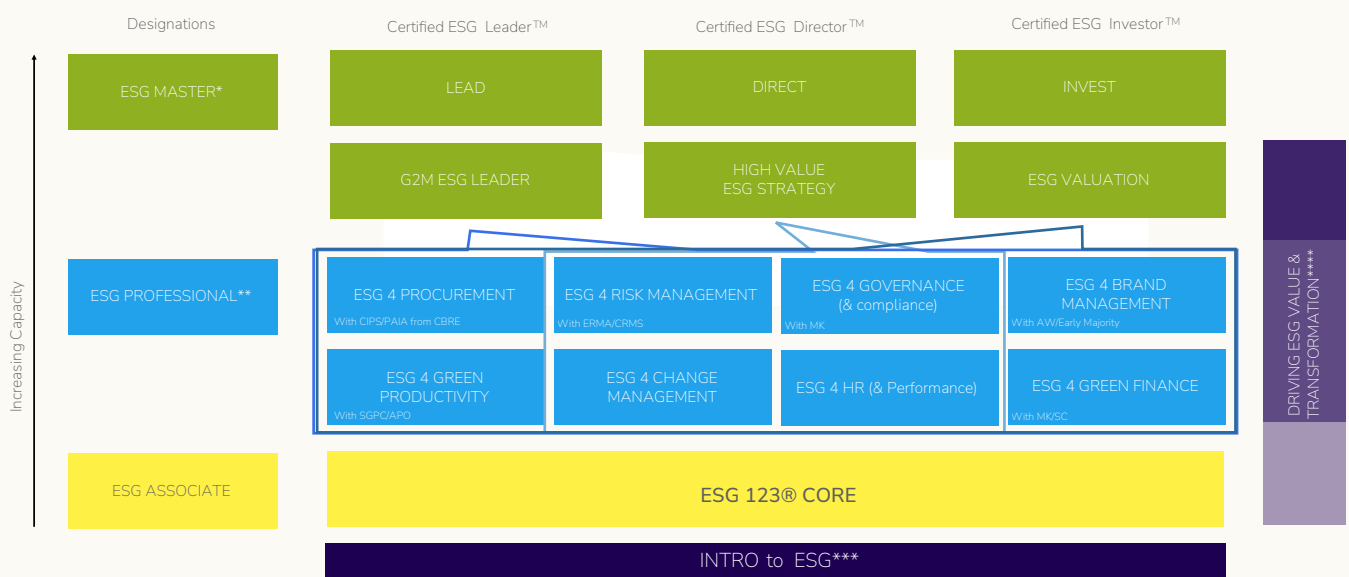 Designations
Certified ESG Leader™
Certified ESG Director™
Certified ESG Investor™
ESG MASTER*
LEAD
DIRECT
INVEST
G2M ESG LEADER
HIGH VALUE
ESG STRATEGY
ESG VALUATION
Increasing Capacity
ESG PROFESSIONAL**
ESG 4 PROCUREMENT
With CIPS/PAIA from CBRE
ESG 4 RISK MANAGEMENT
With ERMA/CRMS
ESG 4 GOVERNANCE
(& compliance)
With MK
ESG 4 BRAND
MANAGEMENT
With AW/Early Majority
ESG 4 GREEN
PRODUCTIVITY
With SGPC/APO
ESG 4 CHANGE
MANAGEMENT
ESG 4 HR (& Performance)
ESG 4 GREEN FINANCE
With MK/SC
DRIVING ESG VALUE &
TRANSFORMATION****
ESG ASSOCIATE
ESG 123® CORE
INTRO to ESG***